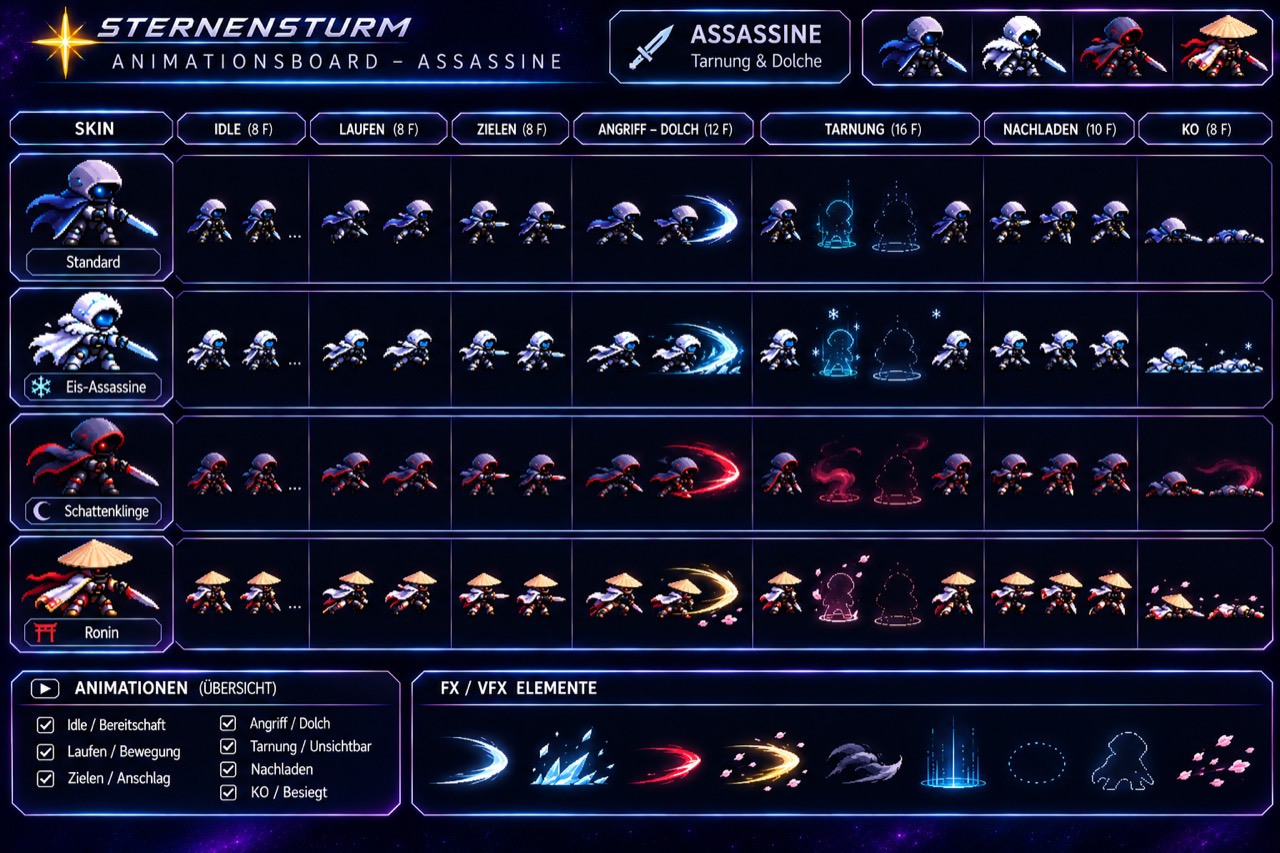 STERNENSTURM
ANIMATIONSBOARD – ASSASSINE
ASSASSINE
Tarnung & Dolche
SKIN
IDLE (8 F)
LAUFEN (8 F)
ZIELEN (8 F)
ANGRIFF – DOLCH (12 F)
TARNUNG (16 F)
NACHLADEN (10 F)
KO (8 F)
Standard
...
Eis-Assassine
...
Schattenklinge
...
Ronin
...
ANIMATIONEN (ÜBERSICHT)
Idle / Bereitschaft
Laufen / Bewegung
Zielen / Anschlag
Angriff / Dolch
Tarnung / Unsichtbar
Nachladen
KO / Besiegt
FX / VFX ELEMENTE